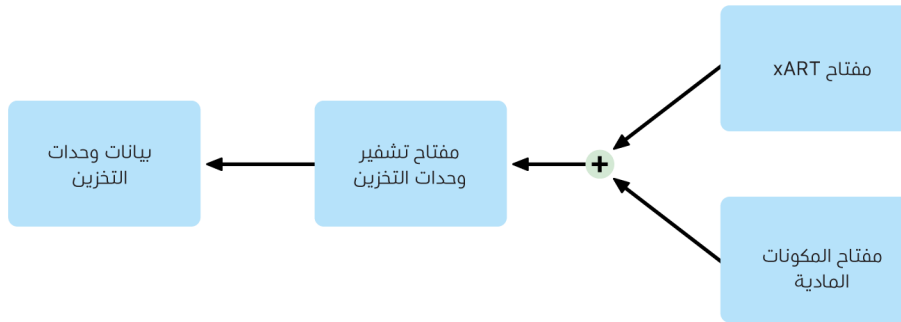 مفتاح xART
مفتاح المكونات
المادية
+
مفتاح تشفير
وحدات التخزين
بيانات وحدات
التخزين